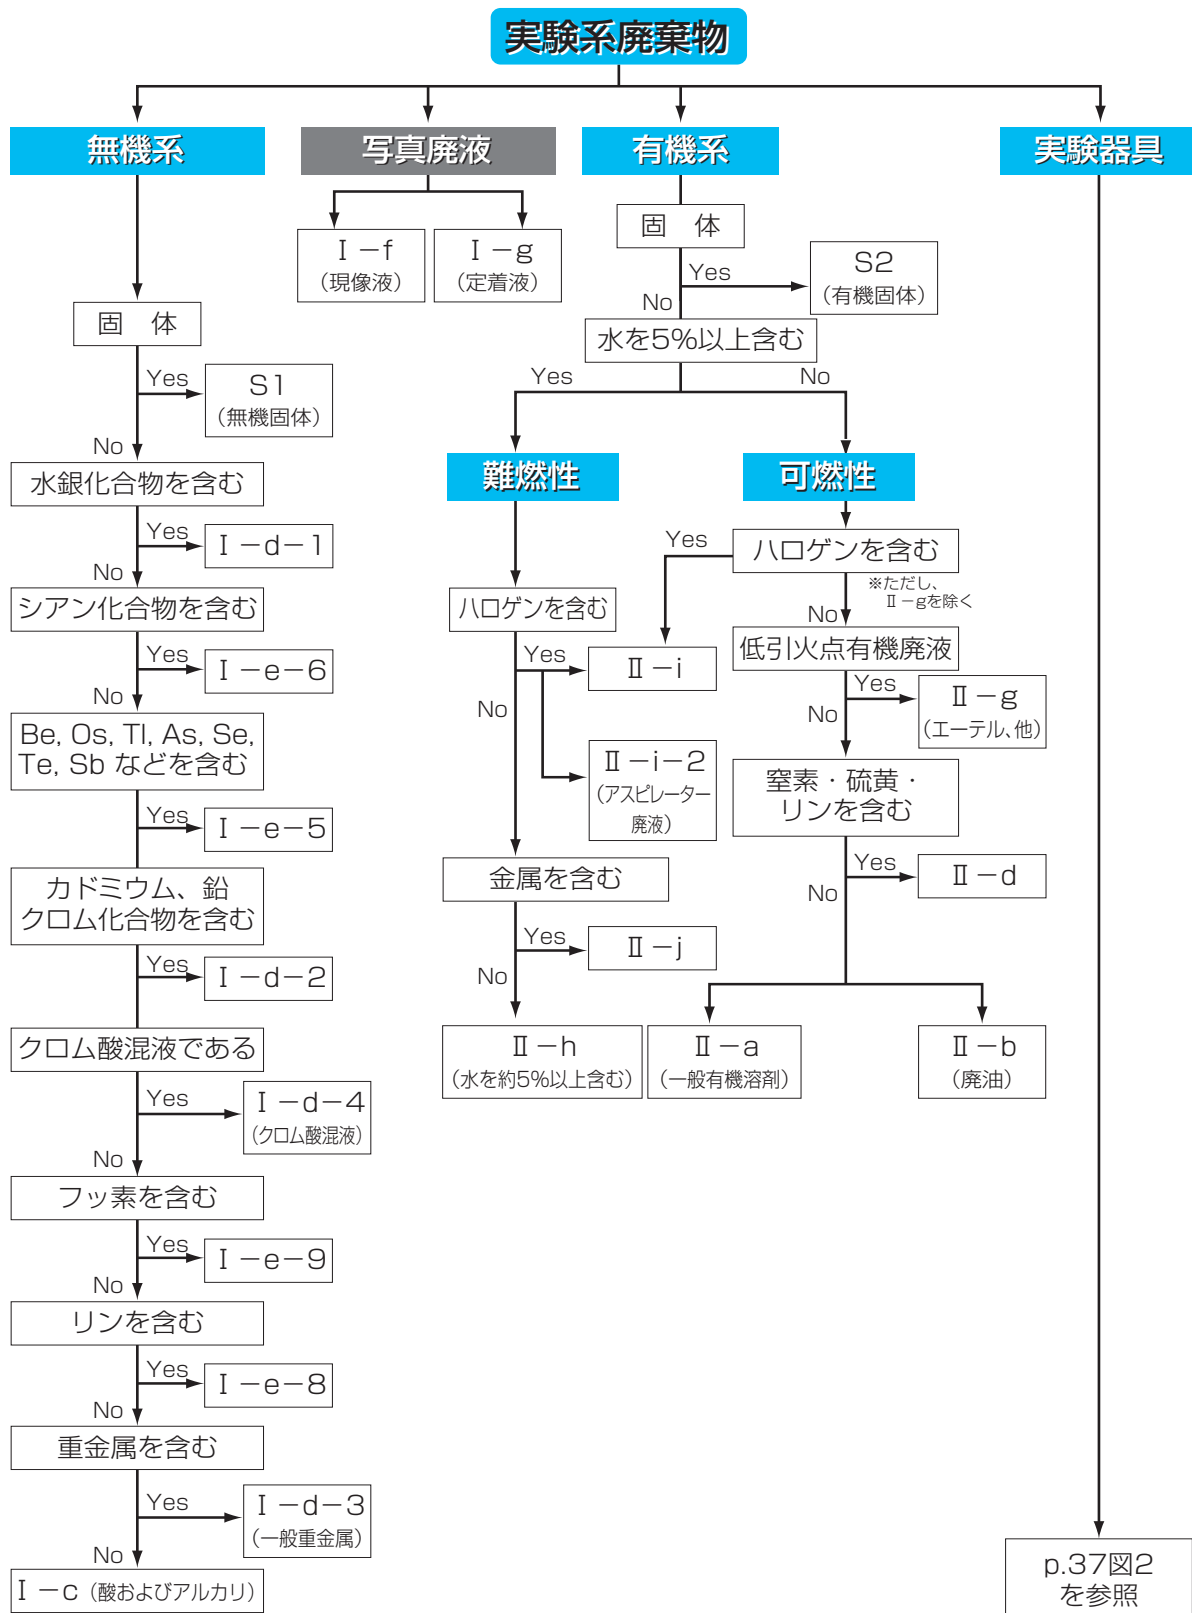 実験系廃棄物
無機系
写真廃液
有機系
実験器具
固　体
Yes
S1
（無機固体）
No
水銀化合物を含む
Yes
Ⅰ－d－1
No
シアン化合物を含む
Yes
Ⅰ－e－6
No
Be, Os, Tl, As, Se,
Te, Sb などを含む
Yes
Ⅰ－e－5
カドミウム、鉛
クロム化合物を含む
Yes
Ⅰ－d－2
クロム酸混液である
Yes
Ⅰ－d－4
（クロム酸混液）
No
フッ素を含む
Yes
Ⅰ－e－9
No
リンを含む
Yes
Ⅰ－e－8
No
重金属を含む
Yes
Ⅰ－d－3
（一般重金属）
No
Ⅰ－c（酸およびアルカリ）
Ⅰ－f
（現像液）
Ⅰ－g
（定着液）
固　体
Yes
S2
（有機固体）
No
水を5%以上含む
Yes
No
難燃性
可燃性
ハロゲンを含む
Yes
Ⅱ－i
No
Ⅱ－i－2
（アスピレーター
廃液）
金属を含む
Yes
Ⅱ－j
No
Ⅱ－h
（水を約5%以上含む）
Yes
ハロゲンを含む
※ただし、
Ⅱ－gを除く
No
低引火点有機廃液
Yes
Ⅱ－g
（エーテル、他）
No
窒素・硫黄・
リンを含む
Yes
Ⅱ－d
No
Ⅱ－a
（一般有機溶剤）
Ⅱ－b
（廃油）
p.37図2
を参照